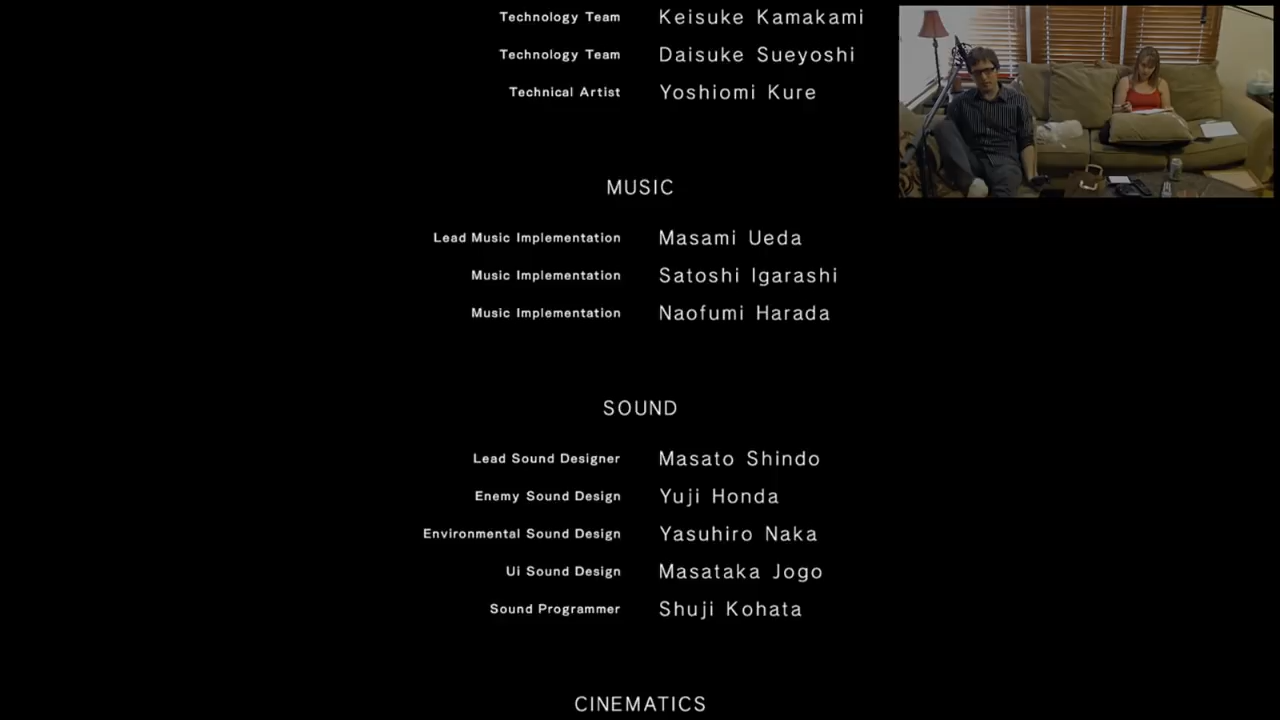 Technology Team Keisuke Kamakami
Technology Team Daisuke Sueyoshi
Technical Artist Yoshiomi Kure
MUSIC
Lead Music Implementation Masami Ueda
Music Implementation Satoshi Igarashi
Music Implementation Naofumi Harada
SOUND
Lead Sound Designer Masato Shindo
Enemy Sound Design Yuji Honda
Environmental Sound Design Yasuhiro Naka
Ui Sound Design Masataka Jogo
Sound Programmer Shuji Kohata
CINEMATICS